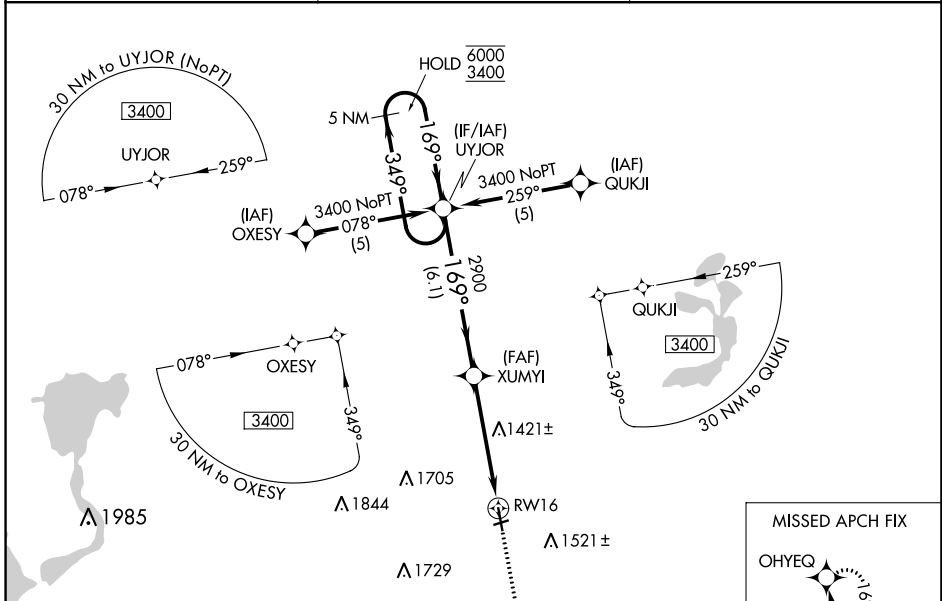 30 NM to UYJOR (NoPT)
3400
UYJOR
078°
259°
HOLD
6000
3400
5 NM
169°
349°
(IF/IAF)
UYJOR
3400 NoPT
259°
(5)
(IAF)
QUKJI
(IAF)
OXESY
3400 NoPT
078°
(5)
2900
169°
(6.1)
(FAF)
XUMYI
078°
OXESY
3400
349°
30 NM to OXESY
259°
QUKJI
3400
349°
30 NM to QUKJI
1421±
1705
1844
1985
RW16
1521±
1729
MISSED APCH FIX
OHYEQ